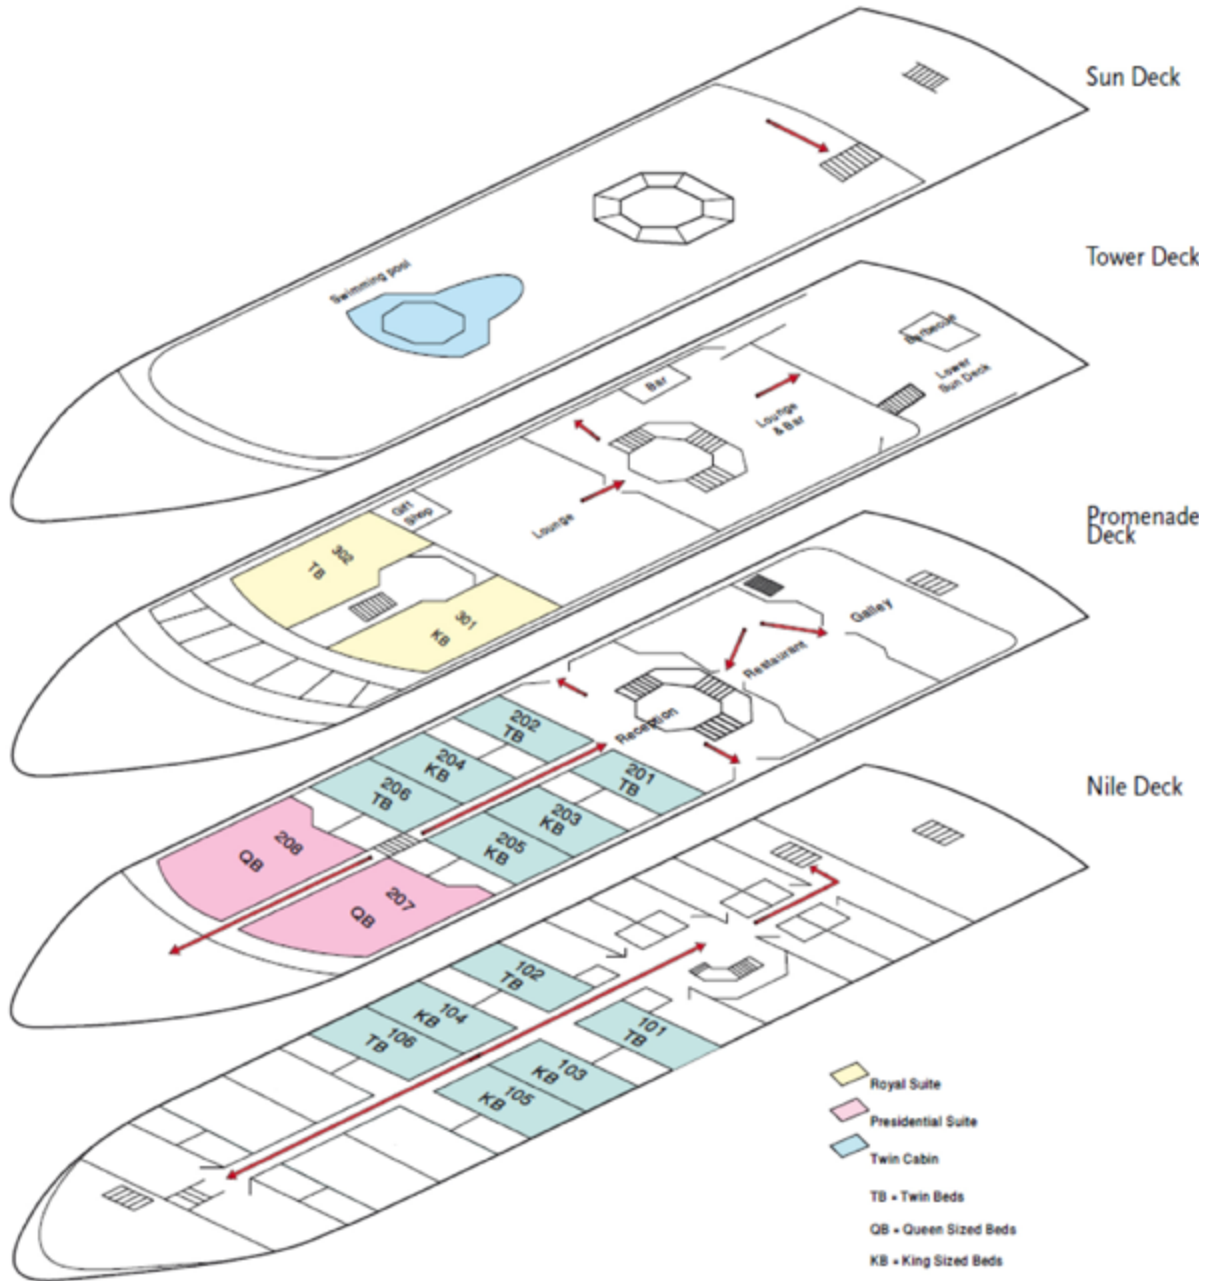 Sun Deck
Swimming pool
Tower Deck
Barbecue
Lower
Sun Deck
Bar
Lounge
& Bar
Lounge
Gift
Shop
302
TB
301
KB
Promenade
Deck
Galley
Restaurant
Reception
202
TB
204
KB
201
TB
206
TB
203
KB
205
KB
208
QB
207
QB
Nile Deck
102
TB
104
KB
101
TB
106
TB
103
KB
105
KB
Royal Suite
Presidential Suite
Twin Cabin
TB = Twin Beds
QB = Queen Sized Beds
KB = King Sized Beds